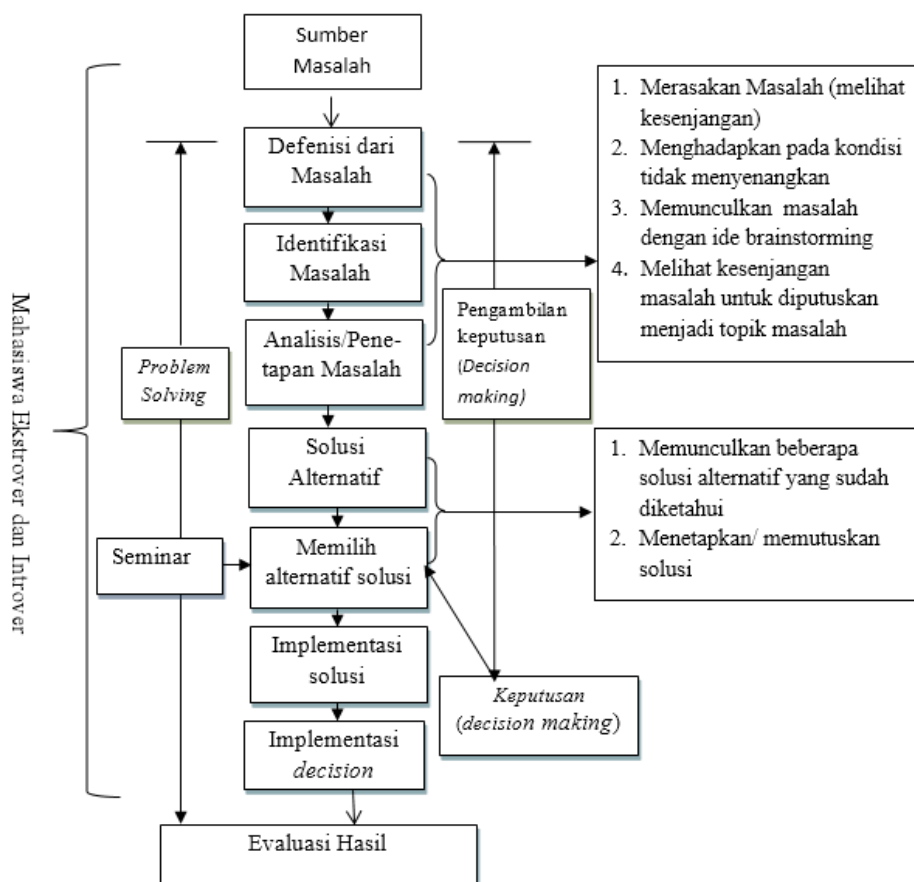 Sumber
Masalah
Defenisi dari
Masalah
Identifikasi
Masalah
Analisis/Pene-
tapan Masalah
Solusi
Alternatif
Memilih
alternatif solusi
Implementasi
solusi
Implementasi
decision
Evaluasi Hasil
Mahasiswa Ekstrover dan Introver
Problem
Solving
Seminar
Pengambilan
keputusan
(Decision
making)
Keputusan
(decision making)
1. Merasakan Masalah (melihat
kesenjangan)
2. Menghadapkan pada kondisi
tidak menyenangkan
3. Memunculkan masalah
dengan ide brainstorming
4. Melihat kesenjangan
masalah untuk diputuskan
menjadi topik masalah
1. Memunculkan beberapa
solusi alternatif yang sudah
diketahui
2. Menetapkan/ memutuskan
solusi